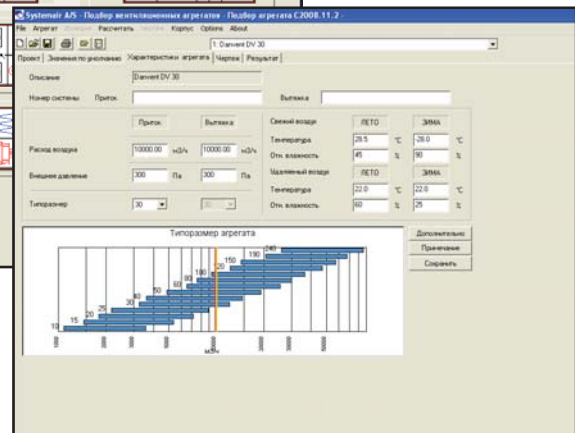 Systemair A/S - Подбор вентиляционных агрегатов - Подбор агрегата C2008.11.2 -
File Агрегат Рассчитать Корпус Options About
1: Danvent DV 30
Проект Значения по умолчанию Характеристики агрегата Чертеж Результат
Описание Danvent DV 30
Номер системы Приток Вытяжка
Приток Вытяжка Свежий воздух ЛЕТО ЗИМА
Температура 28.5 °C -28.0 °C
Расход воздуха 10000.00 м3/ч 10000.00 м3/ч Отн. влажность 45 % 90 %
Внешнее давление 300 Па 300 Па Удаляемый воздух ЛЕТО ЗИМА
Температура 22.0 °C 22.0 °C
Типоразмер 30 30 Отн. влажность 60 % 25 %
Типоразмер агрегата
Дополнительно
Примечание
Сохранить
240
190
150
120
100
80
60
50
40
30
25
20
15
10
м3/ч